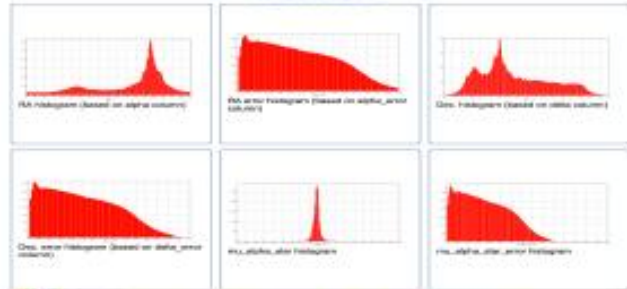 RA histogram (based on alpha column)
RA error histogram (based on alpha_error
column)
Dec. histogram (based on delta column)
Dec. error histogram (based on delta_error
column)
mu_alpha_star histogram
mu_alpha_star_error histogram